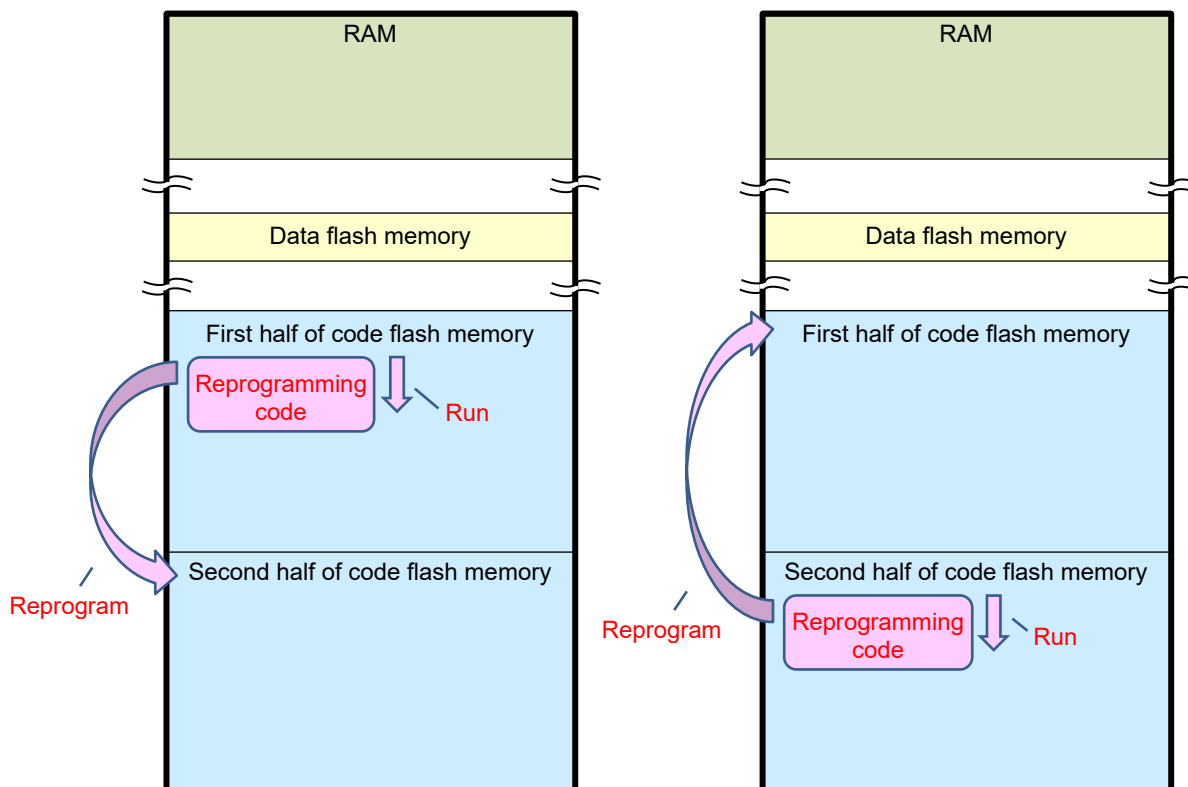 RAM
Data flash memory
First half of code flash memory
Reprogramming
code
Run
Second half of code flash memory
Reprogram
RAM
Data flash memory
First half of code flash memory
Second half of code flash memory
Reprogram
Reprogramming
code
Run